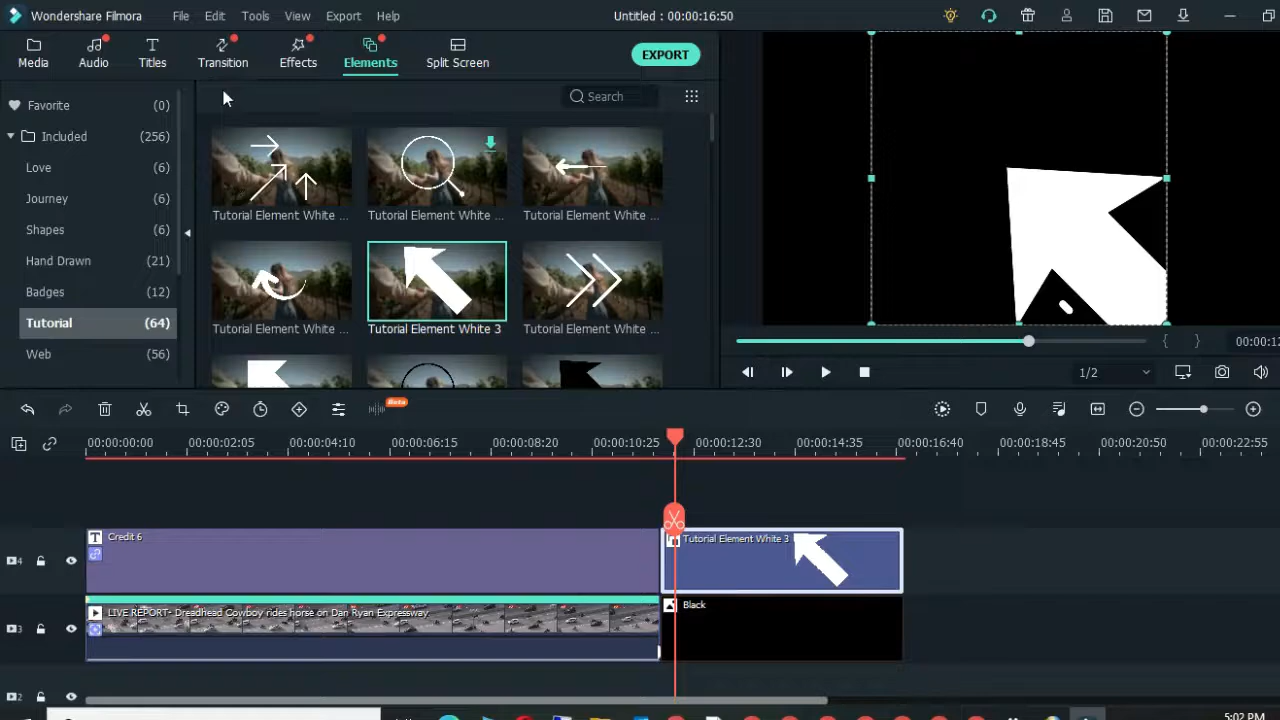 Wondershare Filmora File Edit Tools View Export Help Untitled : 00:00:16:50
Media Audio Titles Transition Effects Elements Split Screen EXPORT
Favorite (0)
Search
Included (256)
Love (6)
Journey (6)
Shapes (6)
Hand Drawn (21)
Badges (12)
Tutorial (64)
Web (56)
Tutorial Element White ... Tutorial Element White ... Tutorial Element White ...
Tutorial Element White ... Tutorial Element White 3 Tutorial Element White ...
{ } 00:00:12
1/2
Beta
00:00:00:00 00:00:02:05 00:00:04:10 00:00:06:15 00:00:08:20 00:00:10:25 00:00:12:30 00:00:14:35 00:00:16:40 00:00:18:45 00:00:20:50 00:00:22:55
4 T Credit 6 Tutorial Element White 3
3 LIVE REPORT- Dreadhead Cowboy rides horse on Dan Ryan Expressway Black
2
5:02 PM